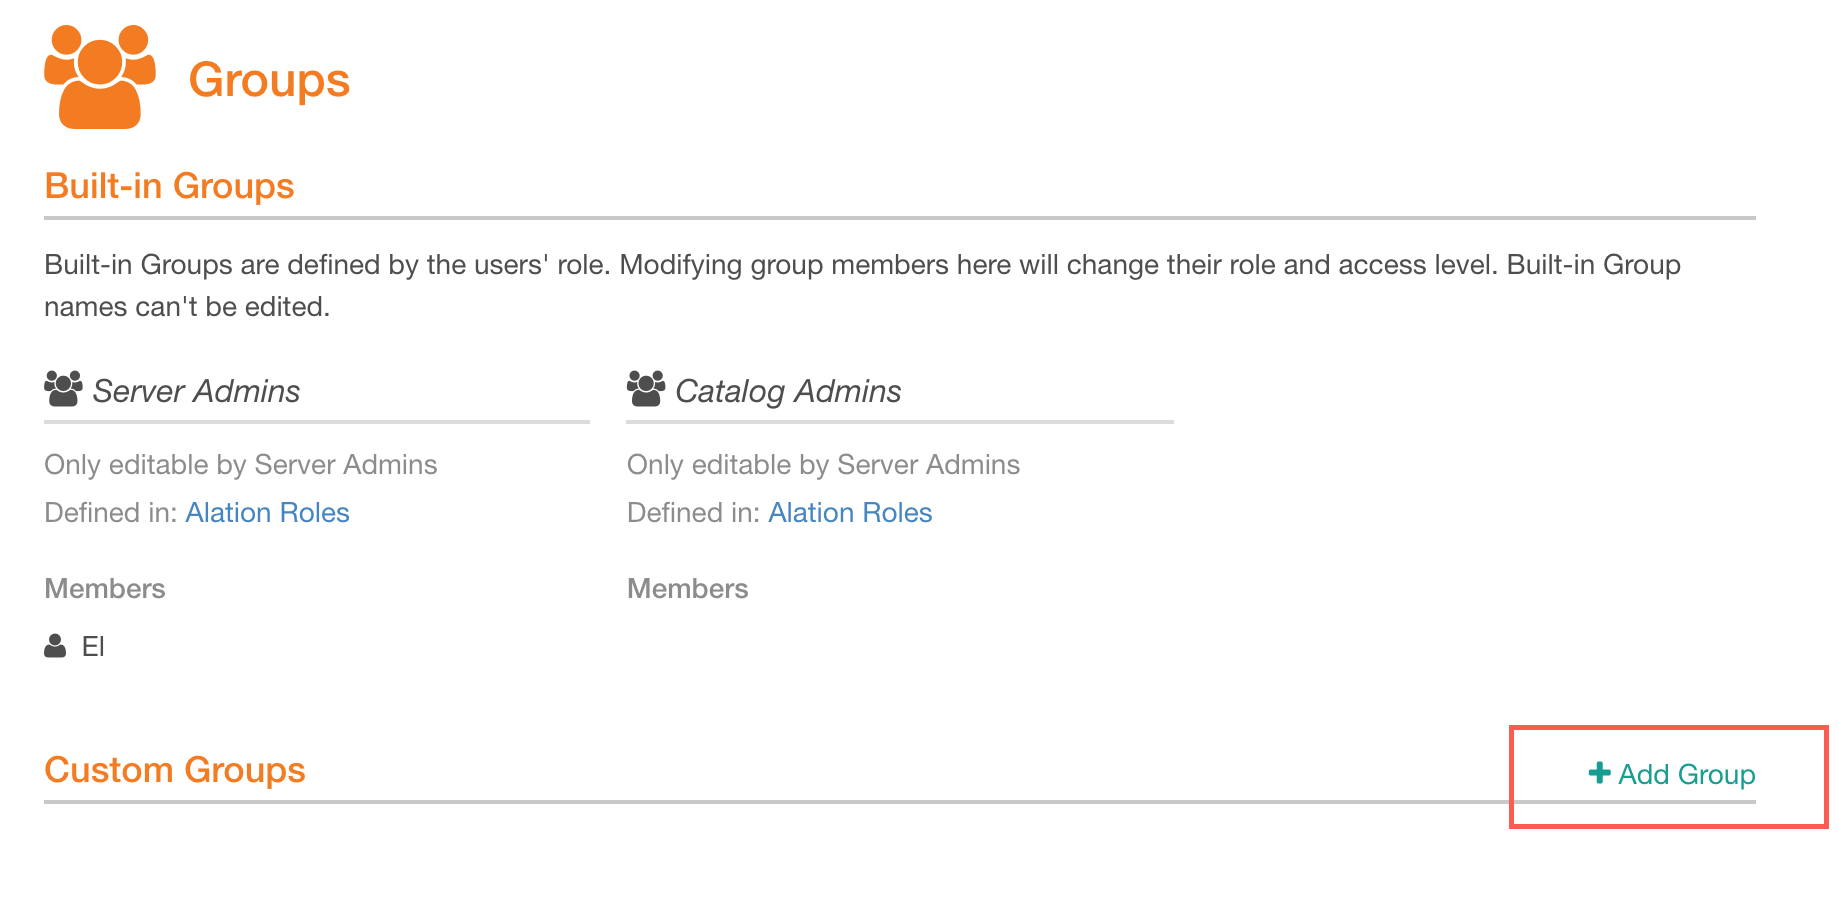 Groups
Built-in Groups
Built-in Groups are defined by the users' role. Modifying group members here will change their role and access level. Built-in Group
names can't be edited.
Server Admins
Only editable by Server Admins
Defined in: Alation Roles
Members
El
Catalog Admins
Only editable by Server Admins
Defined in: Alation Roles
Members
Custom Groups
Add Group